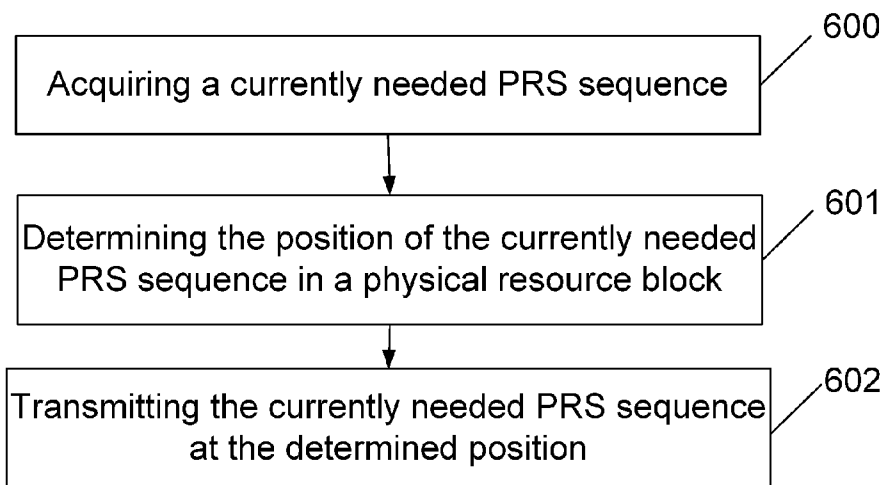 600
Acquiring a currently needed PRS sequence
601
Determining the position of the currently needed
PRS sequence in a physical resource block
602
Transmitting the currently needed PRS sequence
at the determined position